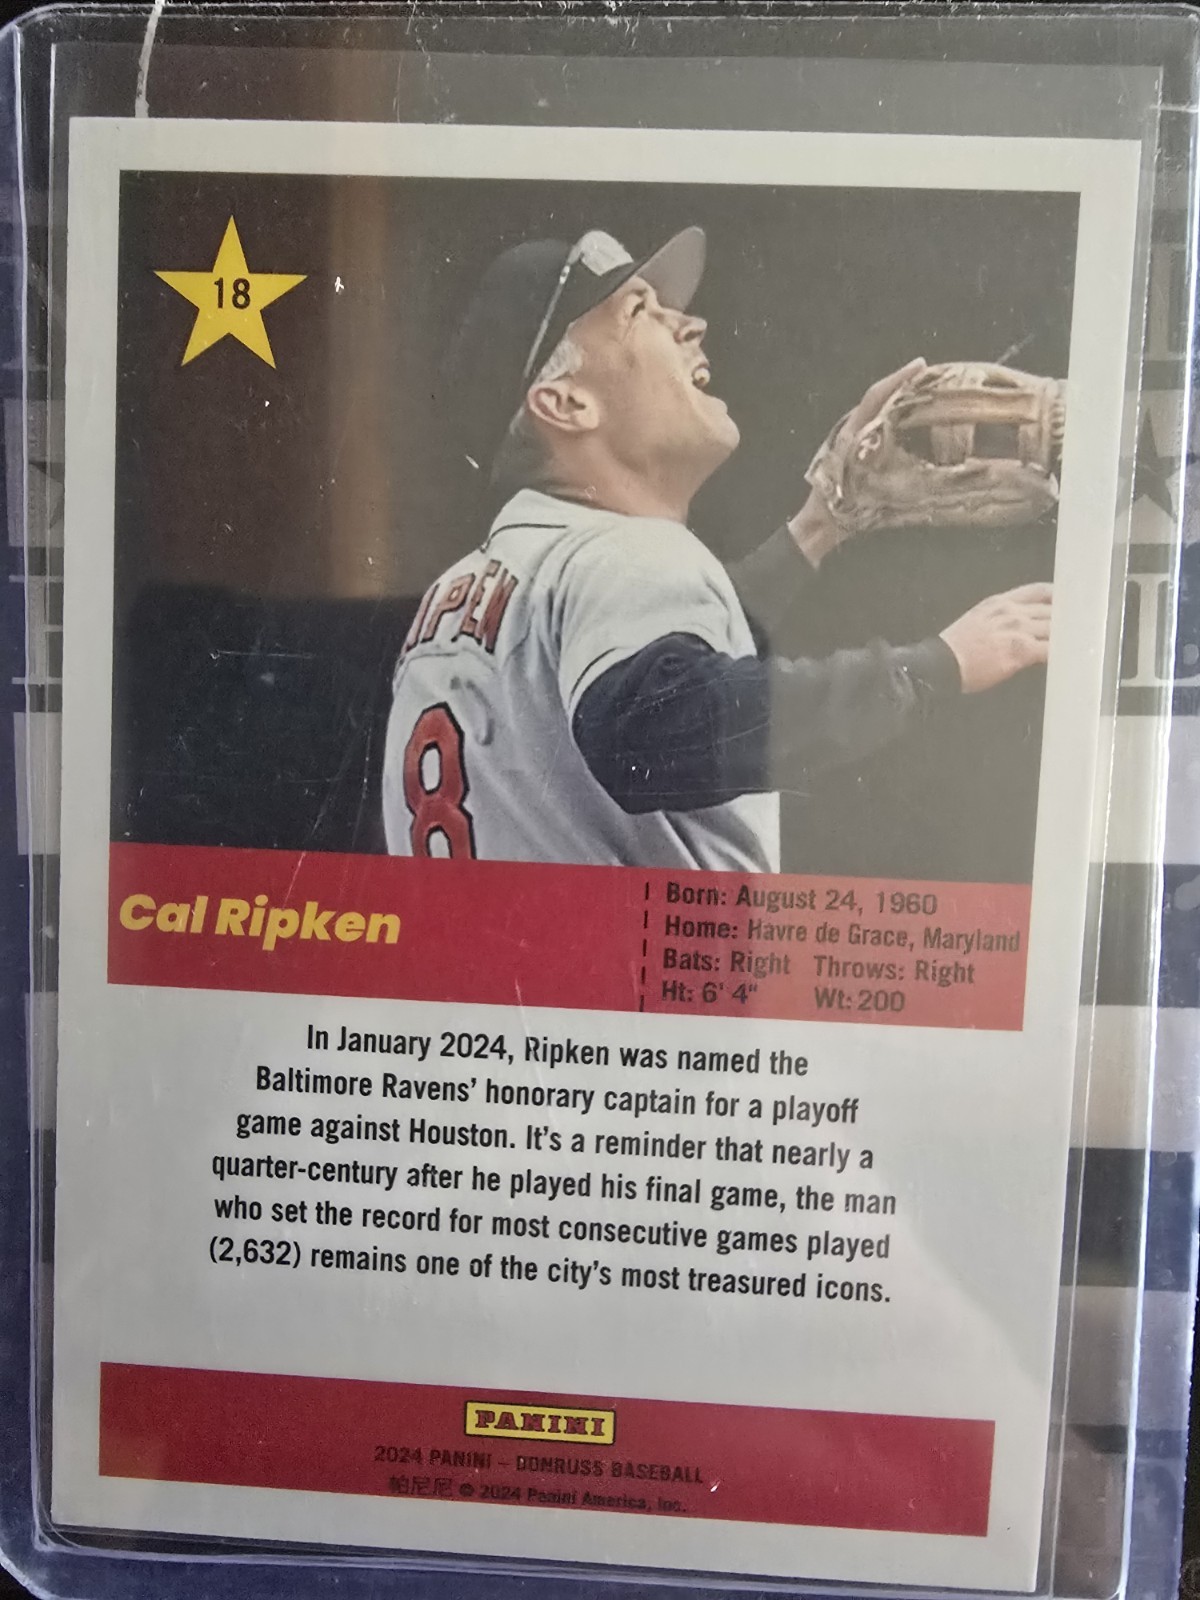 18
IPEN
8
Cal Ripken
Born: August 24, 1960
Home: Havre de Grace, Maryland
Bats: Right Throws: Right
Ht: 6' 4" Wt: 200
In January 2024, Ripken was named the
Baltimore Ravens' honorary captain for a playoff
game against Houston. It's a reminder that nearly a
quarter-century after he played his final game, the man
who set the record for most consecutive games played
(2,632) remains one of the city's most treasured icons.
PANINI
2024 PANINI – DONRUSS BASEBALL
帕尼尼 © 2024 Panini America, Inc.